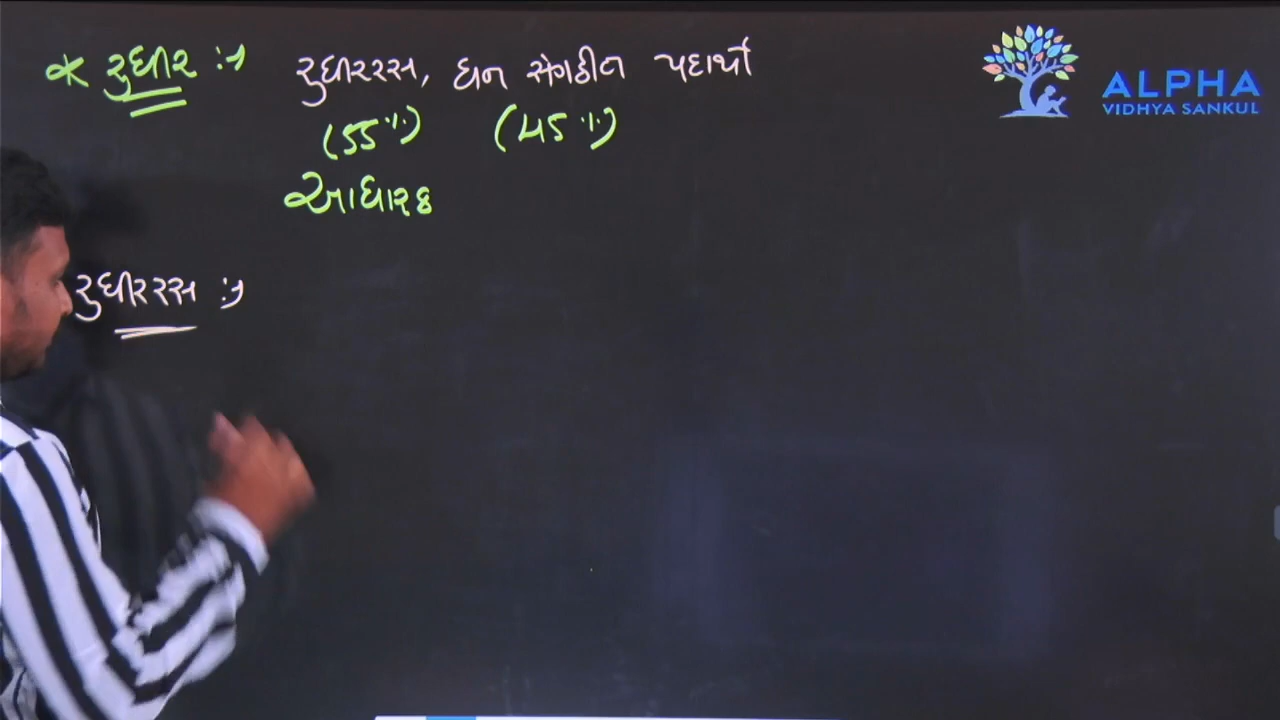 * રુધીર :→ રુધીરરસ, ઘન સંગઠીન પદાર્થો
(55%) (45%)
આધારક
રુધીરરસ :→
ALPHA
VIDHYA SANKUL